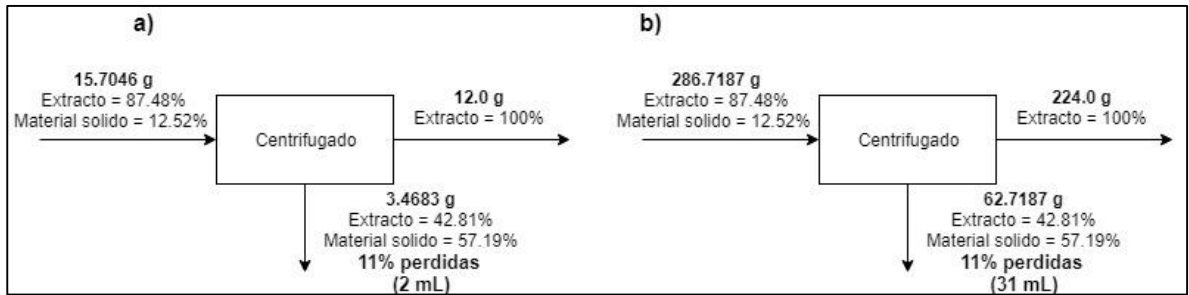 a)
15.7046 g
Extracto = 87.48%
Material solido = 12.52%
Centrifugado
12.0 g
Extracto = 100%
3.4683 g
Extracto = 42.81%
Material solido = 57.19%
11% perdidas
(2 mL)
b)
286.7187 g
Extracto = 87.48%
Material solido = 12.52%
Centrifugado
224.0 g
Extracto = 100%
62.7187 g
Extracto = 42.81%
Material solido = 57.19%
11% perdidas
(31 mL)